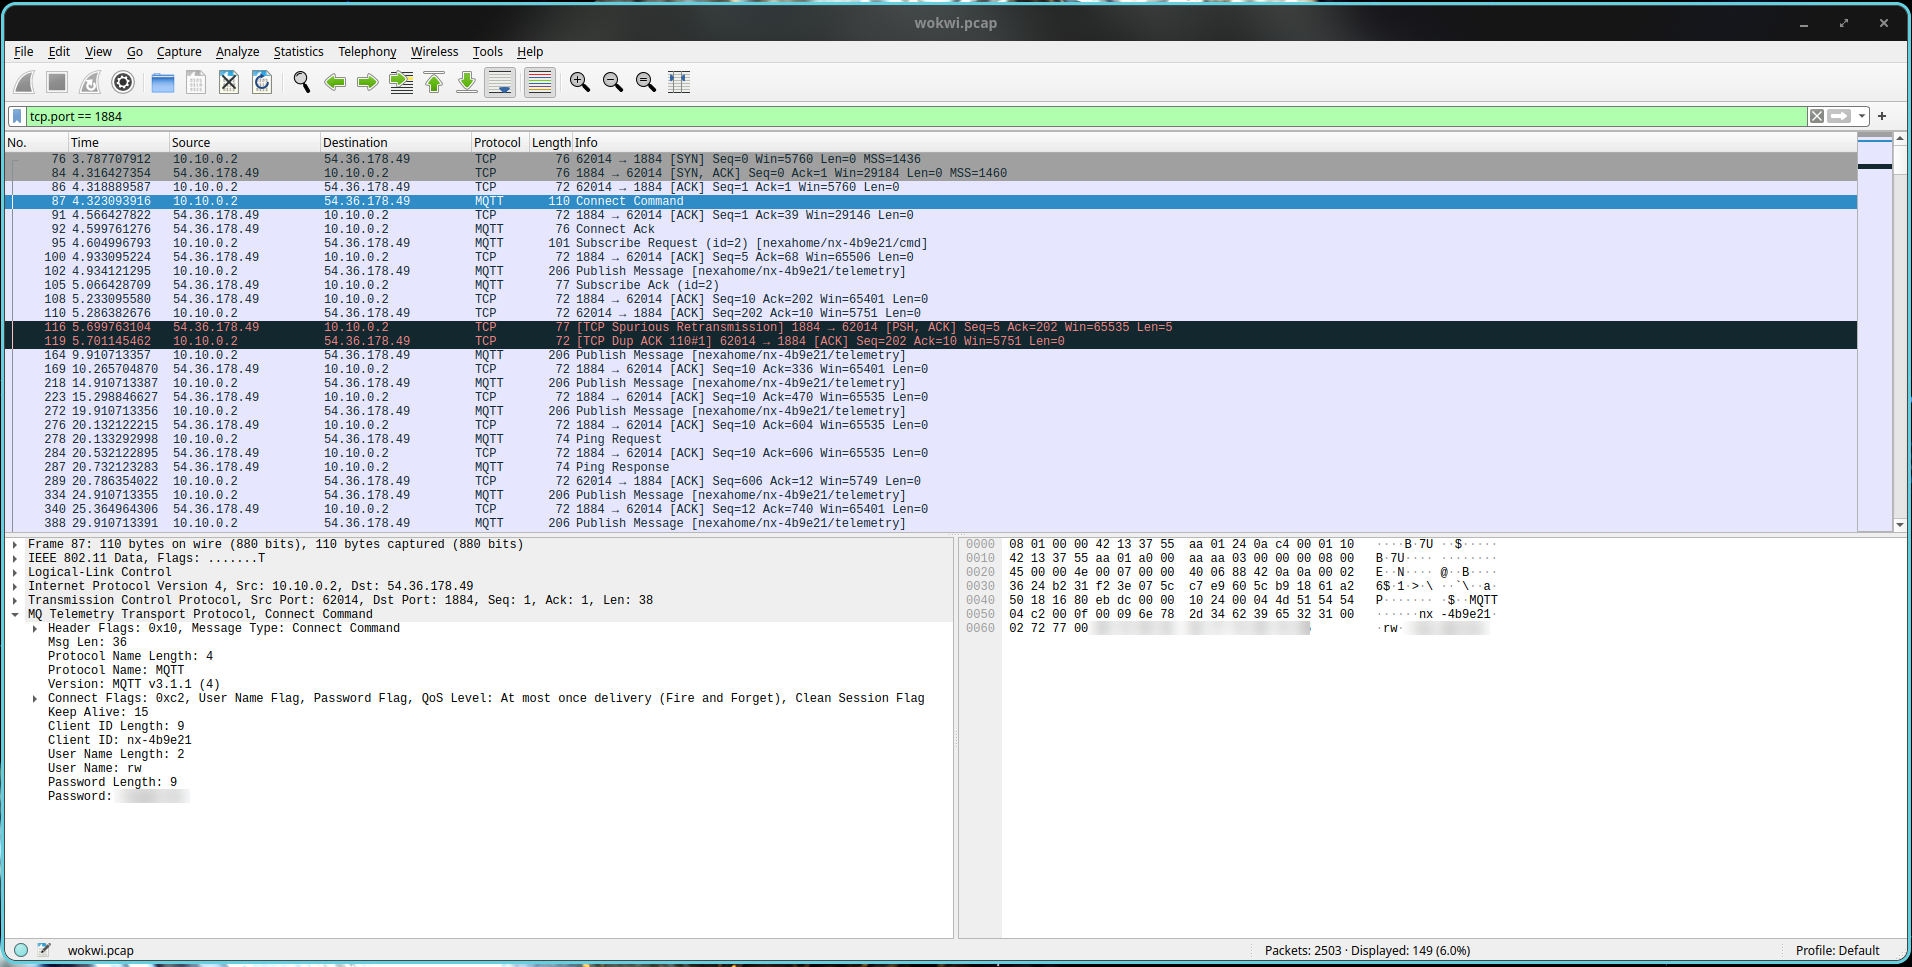 wokwi.pcap
File Edit View Go Capture Analyze Statistics Telephony Wireless Tools Help
tcp.port == 1884
No. Time Source Destination Protocol Length Info
76 3.787707912 10.10.0.2 54.36.178.49 TCP 76 62014 → 1884 [SYN] Seq=0 Win=5760 Len=0 MSS=1436
84 4.316427354 54.36.178.49 10.10.0.2 TCP 76 1884 → 62014 [SYN, ACK] Seq=0 Ack=1 Win=29184 Len=0 MSS=1460
86 4.318889587 10.10.0.2 54.36.178.49 TCP 72 62014 → 1884 [ACK] Seq=1 Ack=1 Win=5760 Len=0
87 4.323093916 10.10.0.2 54.36.178.49 MQTT 110 Connect Command
91 4.566427822 54.36.178.49 10.10.0.2 TCP 72 1884 → 62014 [ACK] Seq=1 Ack=39 Win=29146 Len=0
92 4.599761276 54.36.178.49 10.10.0.2 MQTT 76 Connect Ack
95 4.604996793 10.10.0.2 54.36.178.49 MQTT 101 Subscribe Request (id=2) [nexahome/nx-4b9e21/cmd]
100 4.933095224 54.36.178.49 10.10.0.2 TCP 72 1884 → 62014 [ACK] Seq=5 Ack=68 Win=65506 Len=0
102 4.934121295 10.10.0.2 54.36.178.49 MQTT 206 Publish Message [nexahome/nx-4b9e21/telemetry]
105 5.066428709 54.36.178.49 10.10.0.2 MQTT 77 Subscribe Ack (id=2)
108 5.233095580 54.36.178.49 10.10.0.2 TCP 72 1884 → 62014 [ACK] Seq=10 Ack=202 Win=65401 Len=0
110 5.286382676 10.10.0.2 54.36.178.49 TCP 72 62014 → 1884 [ACK] Seq=202 Ack=10 Win=5751 Len=0
116 5.699763104 54.36.178.49 10.10.0.2 TCP 77 [TCP Spurious Retransmission] 1884 → 62014 [PSH, ACK] Seq=5 Ack=202 Win=65535 Len=5
119 5.701145462 10.10.0.2 54.36.178.49 TCP 72 [TCP Dup ACK 110#1] 62014 → 1884 [ACK] Seq=202 Ack=10 Win=5751 Len=0
164 9.910713357 10.10.0.2 54.36.178.49 MQTT 206 Publish Message [nexahome/nx-4b9e21/telemetry]
169 10.265704870 54.36.178.49 10.10.0.2 TCP 72 1884 → 62014 [ACK] Seq=10 Ack=336 Win=65401 Len=0
218 14.910713387 10.10.0.2 54.36.178.49 MQTT 206 Publish Message [nexahome/nx-4b9e21/telemetry]
223 15.298846627 54.36.178.49 10.10.0.2 TCP 72 1884 → 62014 [ACK] Seq=10 Ack=470 Win=65535 Len=0
272 19.910713356 10.10.0.2 54.36.178.49 MQTT 206 Publish Message [nexahome/nx-4b9e21/telemetry]
276 20.132122215 54.36.178.49 10.10.0.2 TCP 72 1884 → 62014 [ACK] Seq=10 Ack=604 Win=65535 Len=0
278 20.133292998 10.10.0.2 54.36.178.49 MQTT 74 Ping Request
284 20.532122895 54.36.178.49 10.10.0.2 TCP 72 1884 → 62014 [ACK] Seq=10 Ack=606 Win=65535 Len=0
287 20.732123283 54.36.178.49 10.10.0.2 MQTT 74 Ping Response
289 20.786354022 10.10.0.2 54.36.178.49 TCP 72 62014 → 1884 [ACK] Seq=606 Ack=12 Win=5749 Len=0
334 24.910713355 10.10.0.2 54.36.178.49 MQTT 206 Publish Message [nexahome/nx-4b9e21/telemetry]
340 25.364964306 54.36.178.49 10.10.0.2 TCP 72 1884 → 62014 [ACK] Seq=12 Ack=740 Win=65401 Len=0
388 29.910713391 10.10.0.2 54.36.178.49 MQTT 206 Publish Message [nexahome/nx-4b9e21/telemetry]
Frame 87: 110 bytes on wire (880 bits), 110 bytes captured (880 bits)
IEEE 802.11 Data, Flags: .......T
Logical-Link Control
Internet Protocol Version 4, Src: 10.10.0.2, Dst: 54.36.178.49
Transmission Control Protocol, Src Port: 62014, Dst Port: 1884, Seq: 1, Ack: 1, Len: 38
MQ Telemetry Transport Protocol, Connect Command
Header Flags: 0x10, Message Type: Connect Command
Msg Len: 36
Protocol Name Length: 4
Protocol Name: MQTT
Version: MQTT v3.1.1 (4)
Connect Flags: 0xc2, User Name Flag, Password Flag, QoS Level: At most once delivery (Fire and Forget), Clean Session Flag
Keep Alive: 15
Client ID Length: 9
Client ID: nx-4b9e21
User Name Length: 2
User Name: rw
Password Length: 9
Password:
0000 08 01 00 00 42 13 37 55 aa 01 24 0a c4 00 01 10 ····B·7U ··$·····
0010 42 13 37 55 aa 01 a0 00 aa aa 03 00 00 00 08 00 B·7U···· ········
0020 45 00 00 4e 00 07 00 00 40 06 88 42 0a 0a 00 02 E··N···· @··B····
0030 36 24 b2 31 f2 3e 07 5c c7 e9 60 5c b9 18 61 a2 6$·1·>·\ ··`\··a·
0040 50 18 16 80 eb dc 00 00 10 24 00 04 4d 51 54 54 P······· ·$··MQTT
0050 04 c2 00 0f 00 09 6e 78 2d 34 62 39 65 32 31 00 ······nx -4b9e21·
0060 02 72 77 00 ·rw·
wokwi.pcap
Packets: 2503 · Displayed: 149 (6.0%)
Profile: Default